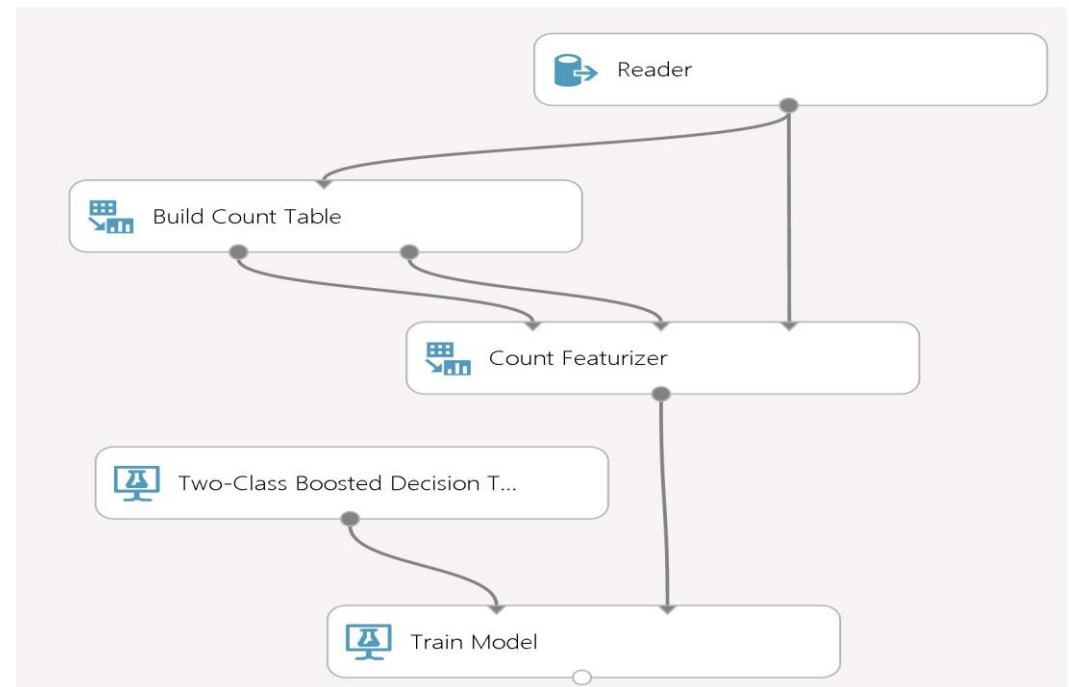 Reader
Build Count Table
Count Featurizer
Two-Class Boosted Decision T...
Train Model